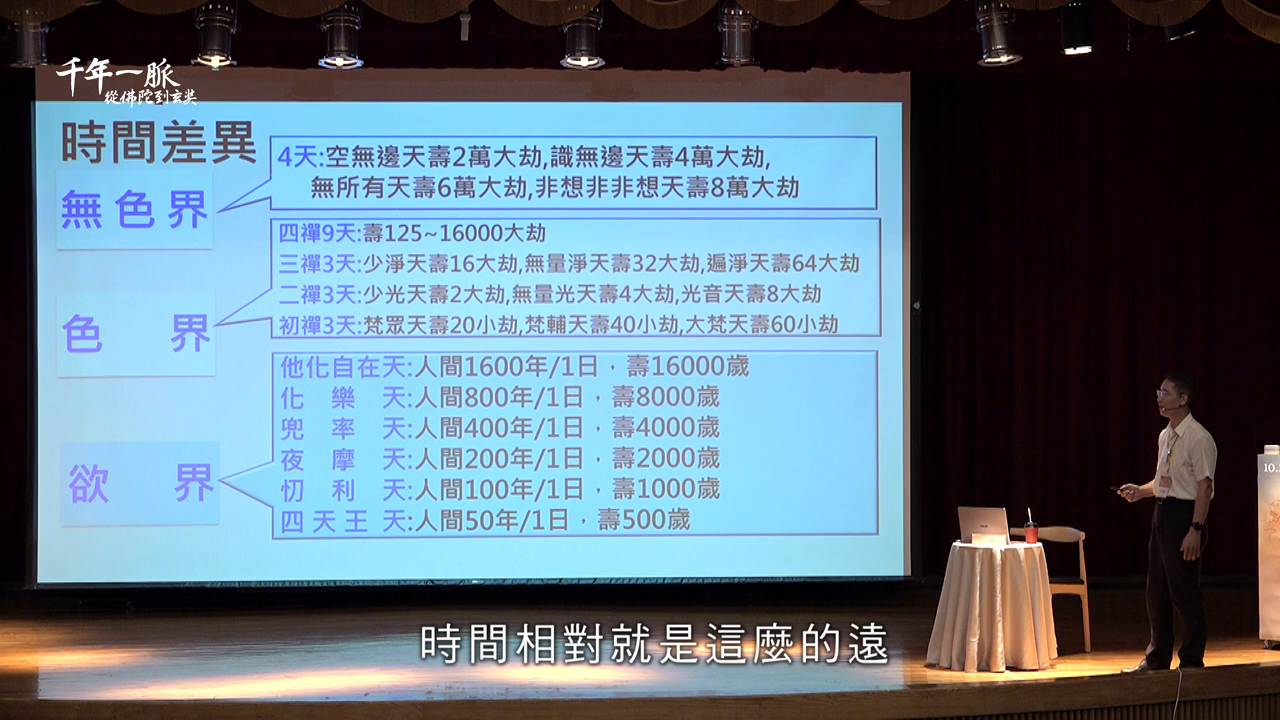 千年一脈
從佛陀到玄奘
時間差異
4天:空無邊天壽2萬大劫,識無邊天壽4萬大劫,
無所有天壽6萬大劫,非想非非想天壽8萬大劫
無色界
四禪9天:壽125~16000大劫
三禪3天:少淨天壽16大劫,無量淨天壽32大劫,遍淨天壽64大劫
二禪3天:少光天壽2大劫,無量光天壽4大劫,光音天壽8大劫
初禪3天:梵眾天壽20小劫,梵輔天壽40小劫,大梵天壽60小劫
色 界
他化自在天:人間1600年/1日，壽16000歲
化 樂 天:人間800年/1日，壽8000歲
兜 率 天:人間400年/1日，壽4000歲
夜 摩 天:人間200年/1日，壽2000歲
忉 利 天:人間100年/1日，壽1000歲
四天王 天:人間50年/1日，壽500歲
欲 界
時間相對就是這麼的遠